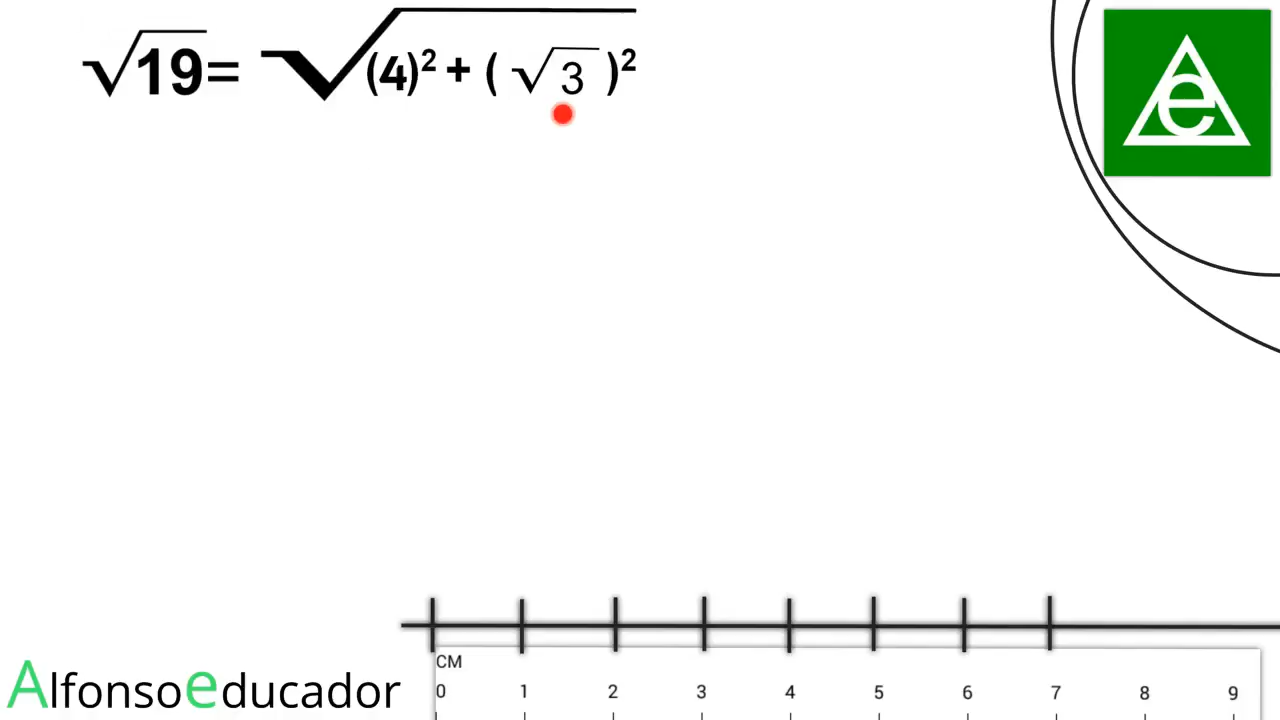 √19= √(4)² + (√3)²
e
CM
0 1 2 3 4 5 6 7 8 9
Alfonsoeducador